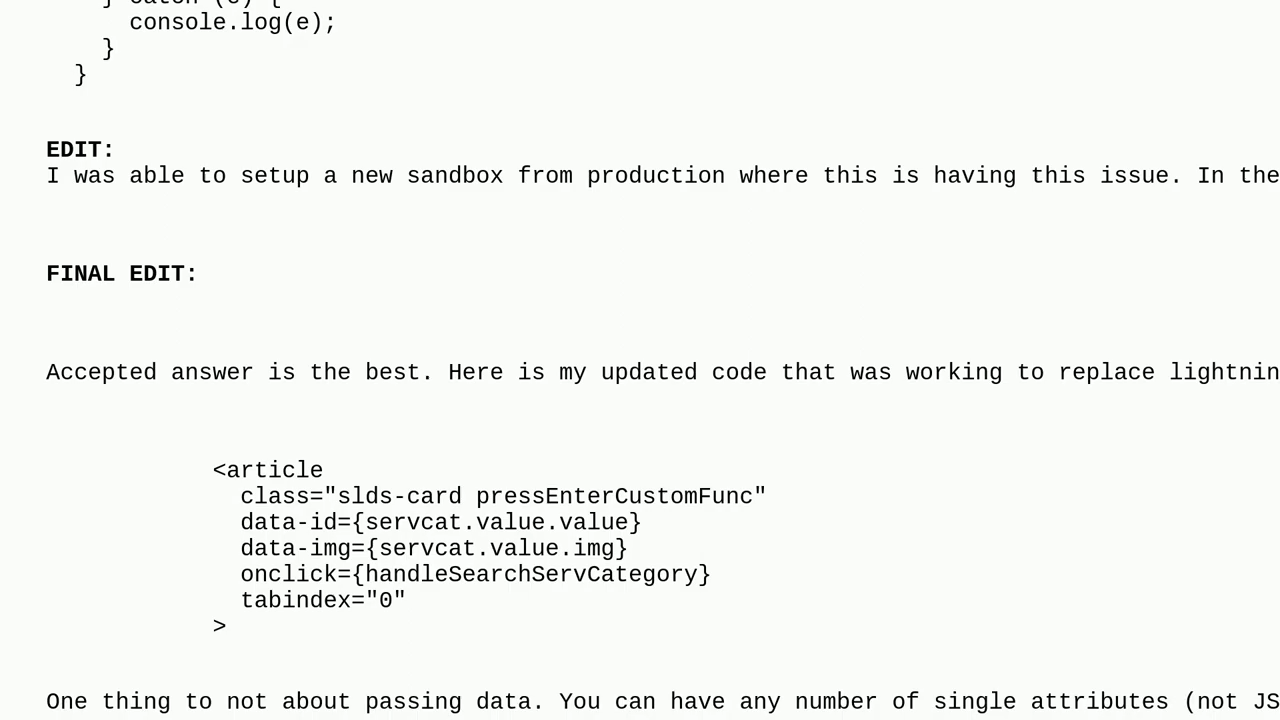 } catch (e) {
console.log(e);
}
}
EDIT:
I was able to setup a new sandbox from production where this is having this issue. In the
FINAL EDIT:
Accepted answer is the best. Here is my updated code that was working to replace lightnin
<article
class="slds-card pressEnterCustomFunc"
data-id={servcat.value.value}
data-img={servcat.value.img}
onclick={handleSearchServCategory}
tabindex="0"
>
One thing to not about passing data. You can have any number of single attributes (not JS